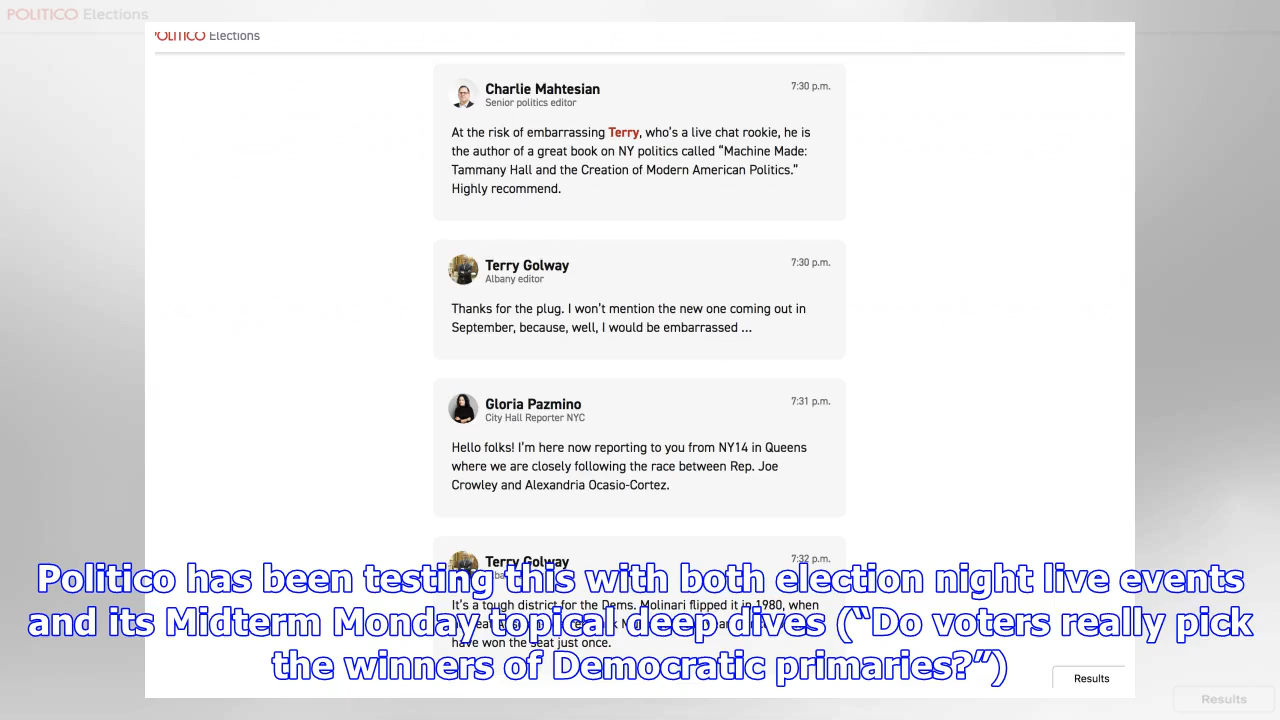 POLITICO Elections
POLITICO Elections
Charlie Mahtesian
7:30 p.m.
Senior politics editor
At the risk of embarrassing Terry, who's a live chat rookie, he is
the author of a great book on NY politics called “Machine Made:
Tammany Hall and the Creation of Modern American Politics.”
Highly recommend.
Terry Golway
7:30 p.m.
Albany editor
Thanks for the plug. I won't mention the new one coming out in
September, because, well, I would be embarrassed ...
Gloria Pazmino
7:31 p.m.
City Hall Reporter NYC
Hello folks! I'm here now reporting to you from NY14 in Queens
where we are closely following the race between Rep. Joe
Crowley and Alexandria Ocasio-Cortez.
Terry Golway
7:32 p.m.
It's a tough district for the Dems. Molinari flipped it in 1980, when
have won the seat just once.
Politico has been testing this with both election night live events
and its Midterm Monday topical deep dives (“Do voters really pick
the winners of Democratic primaries?”)
Results
Results